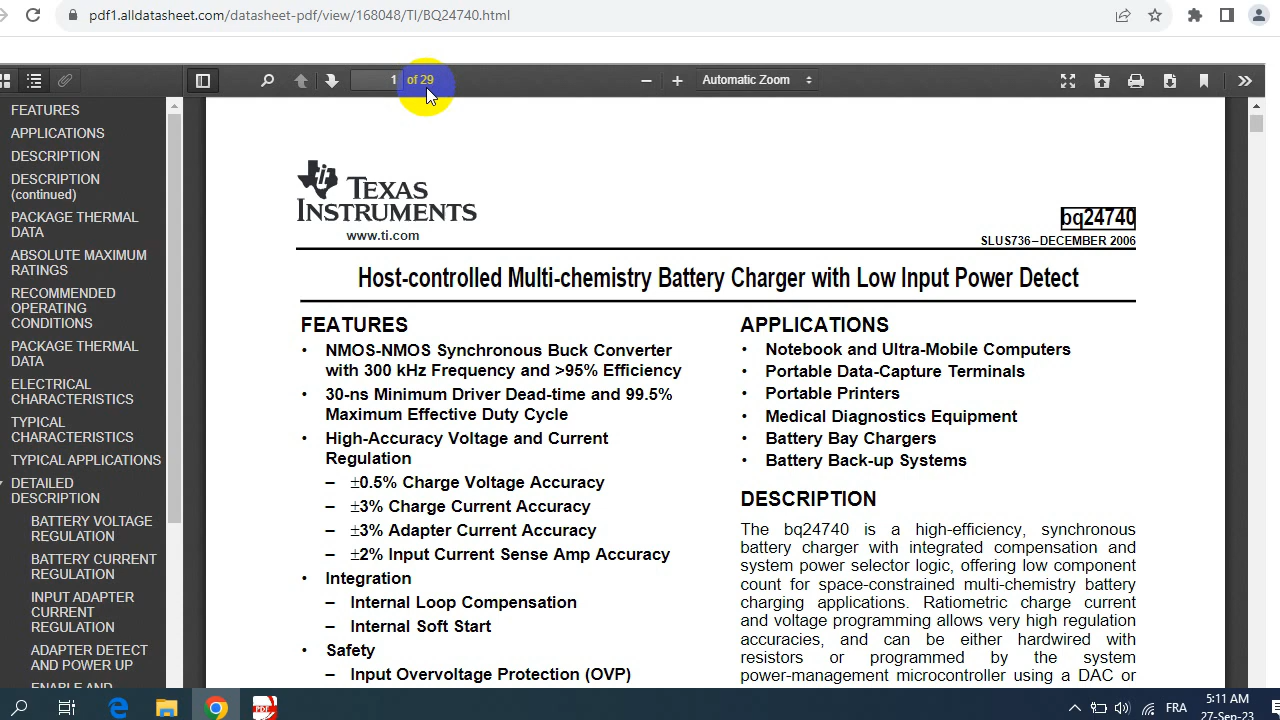 pdf1.alldatasheet.com/datasheet-pdf/view/168048/TI/BQ24740.html
1 of 29
Automatic Zoom
FEATURES
APPLICATIONS
DESCRIPTION
DESCRIPTION
(continued)
PACKAGE THERMAL
DATA
ABSOLUTE MAXIMUM
RATINGS
RECOMMENDED
OPERATING
CONDITIONS
PACKAGE THERMAL
DATA
ELECTRICAL
CHARACTERISTICS
TYPICAL
CHARACTERISTICS
TYPICAL APPLICATIONS
DETAILED
DESCRIPTION
BATTERY VOLTAGE
REGULATION
BATTERY CURRENT
REGULATION
INPUT ADAPTER
CURRENT
REGULATION
ADAPTER DETECT
AND POWER UP
ENABLE AND
TEXAS
INSTRUMENTS
www.ti.com
bq24740
SLUS736–DECEMBER 2006
Host-controlled Multi-chemistry Battery Charger with Low Input Power Detect
FEATURES
• NMOS-NMOS Synchronous Buck Converter
with 300 kHz Frequency and >95% Efficiency
• 30-ns Minimum Driver Dead-time and 99.5%
Maximum Effective Duty Cycle
• High-Accuracy Voltage and Current
Regulation
– ±0.5% Charge Voltage Accuracy
– ±3% Charge Current Accuracy
– ±3% Adapter Current Accuracy
– ±2% Input Current Sense Amp Accuracy
• Integration
– Internal Loop Compensation
– Internal Soft Start
• Safety
– Input Overvoltage Protection (OVP)
APPLICATIONS
• Notebook and Ultra-Mobile Computers
• Portable Data-Capture Terminals
• Portable Printers
• Medical Diagnostics Equipment
• Battery Bay Chargers
• Battery Back-up Systems
DESCRIPTION
The bq24740 is a high-efficiency, synchronous
battery charger with integrated compensation and
system power selector logic, offering low component
count for space-constrained multi-chemistry battery
charging applications. Ratiometric charge current
and voltage programming allows very high regulation
accuracies, and can be either hardwired with
resistors or programmed by the system
power-management microcontroller using a DAC or
PDF
FRA
5:11 AM
27-Sep-23